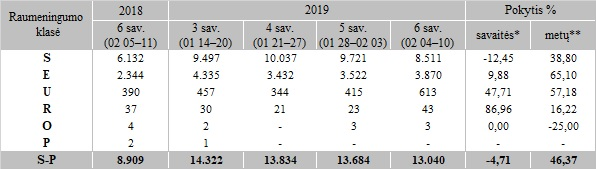 Raumeningumo klasė 2018 2019 Pokytis %
6 sav. (02 05–11) 3 sav. (01 14–20) 4 sav. (01 21–27) 5 sav. (01 28–02 03) 6 sav. (02 04–10) savaitės* metų**
S 6.132 9.497 10.037 9.721 8.511 -12,45 38,80
E 2.344 4.335 3.432 3.522 3.870 9,88 65,10
U 390 457 344 415 613 47,71 57,18
R 37 30 21 23 43 86,96 16,22
O 4 2 - 3 3 0,00 -25,00
P 2 1 - - - - -
S-P 8.909 14.322 13.834 13.684 13.040 -4,71 46,37